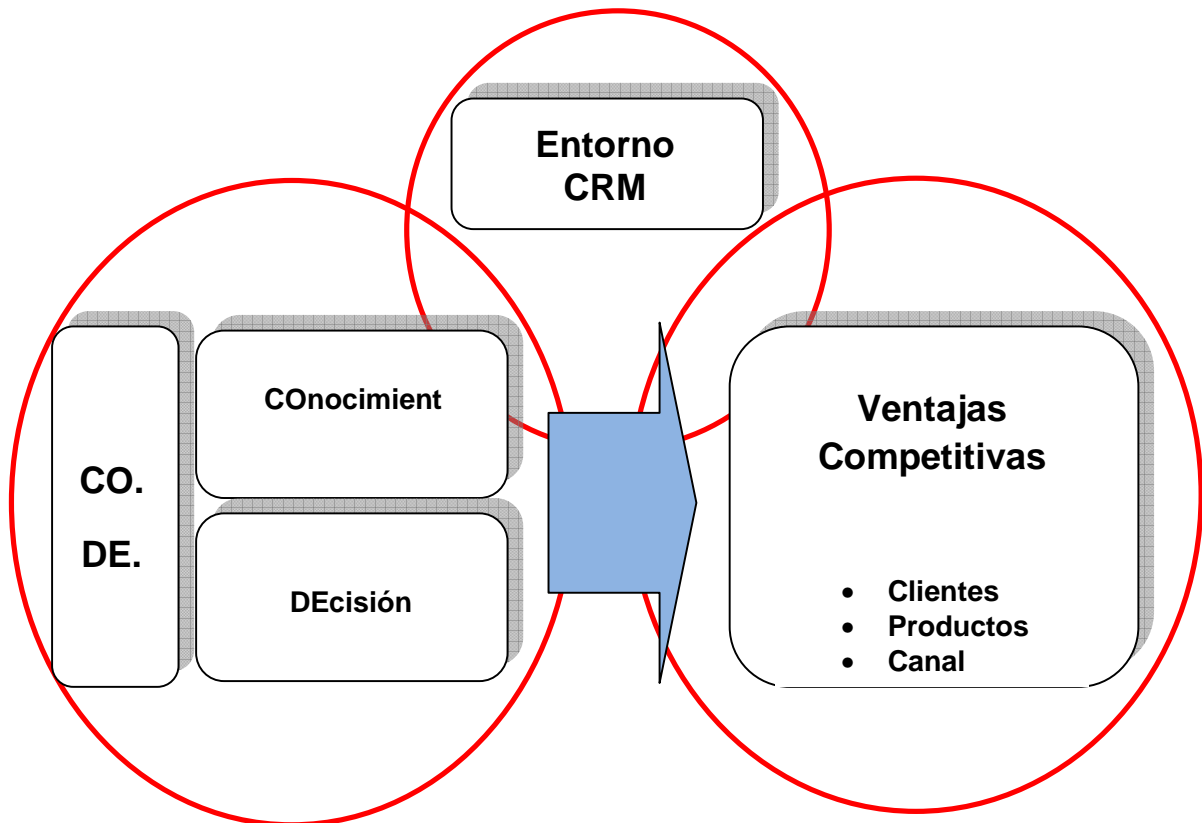 Entorno
CRM
CO.
DE.
COnocimient
DEcisión
Ventajas
Competitivas
• Clientes
• Productos
• Canal